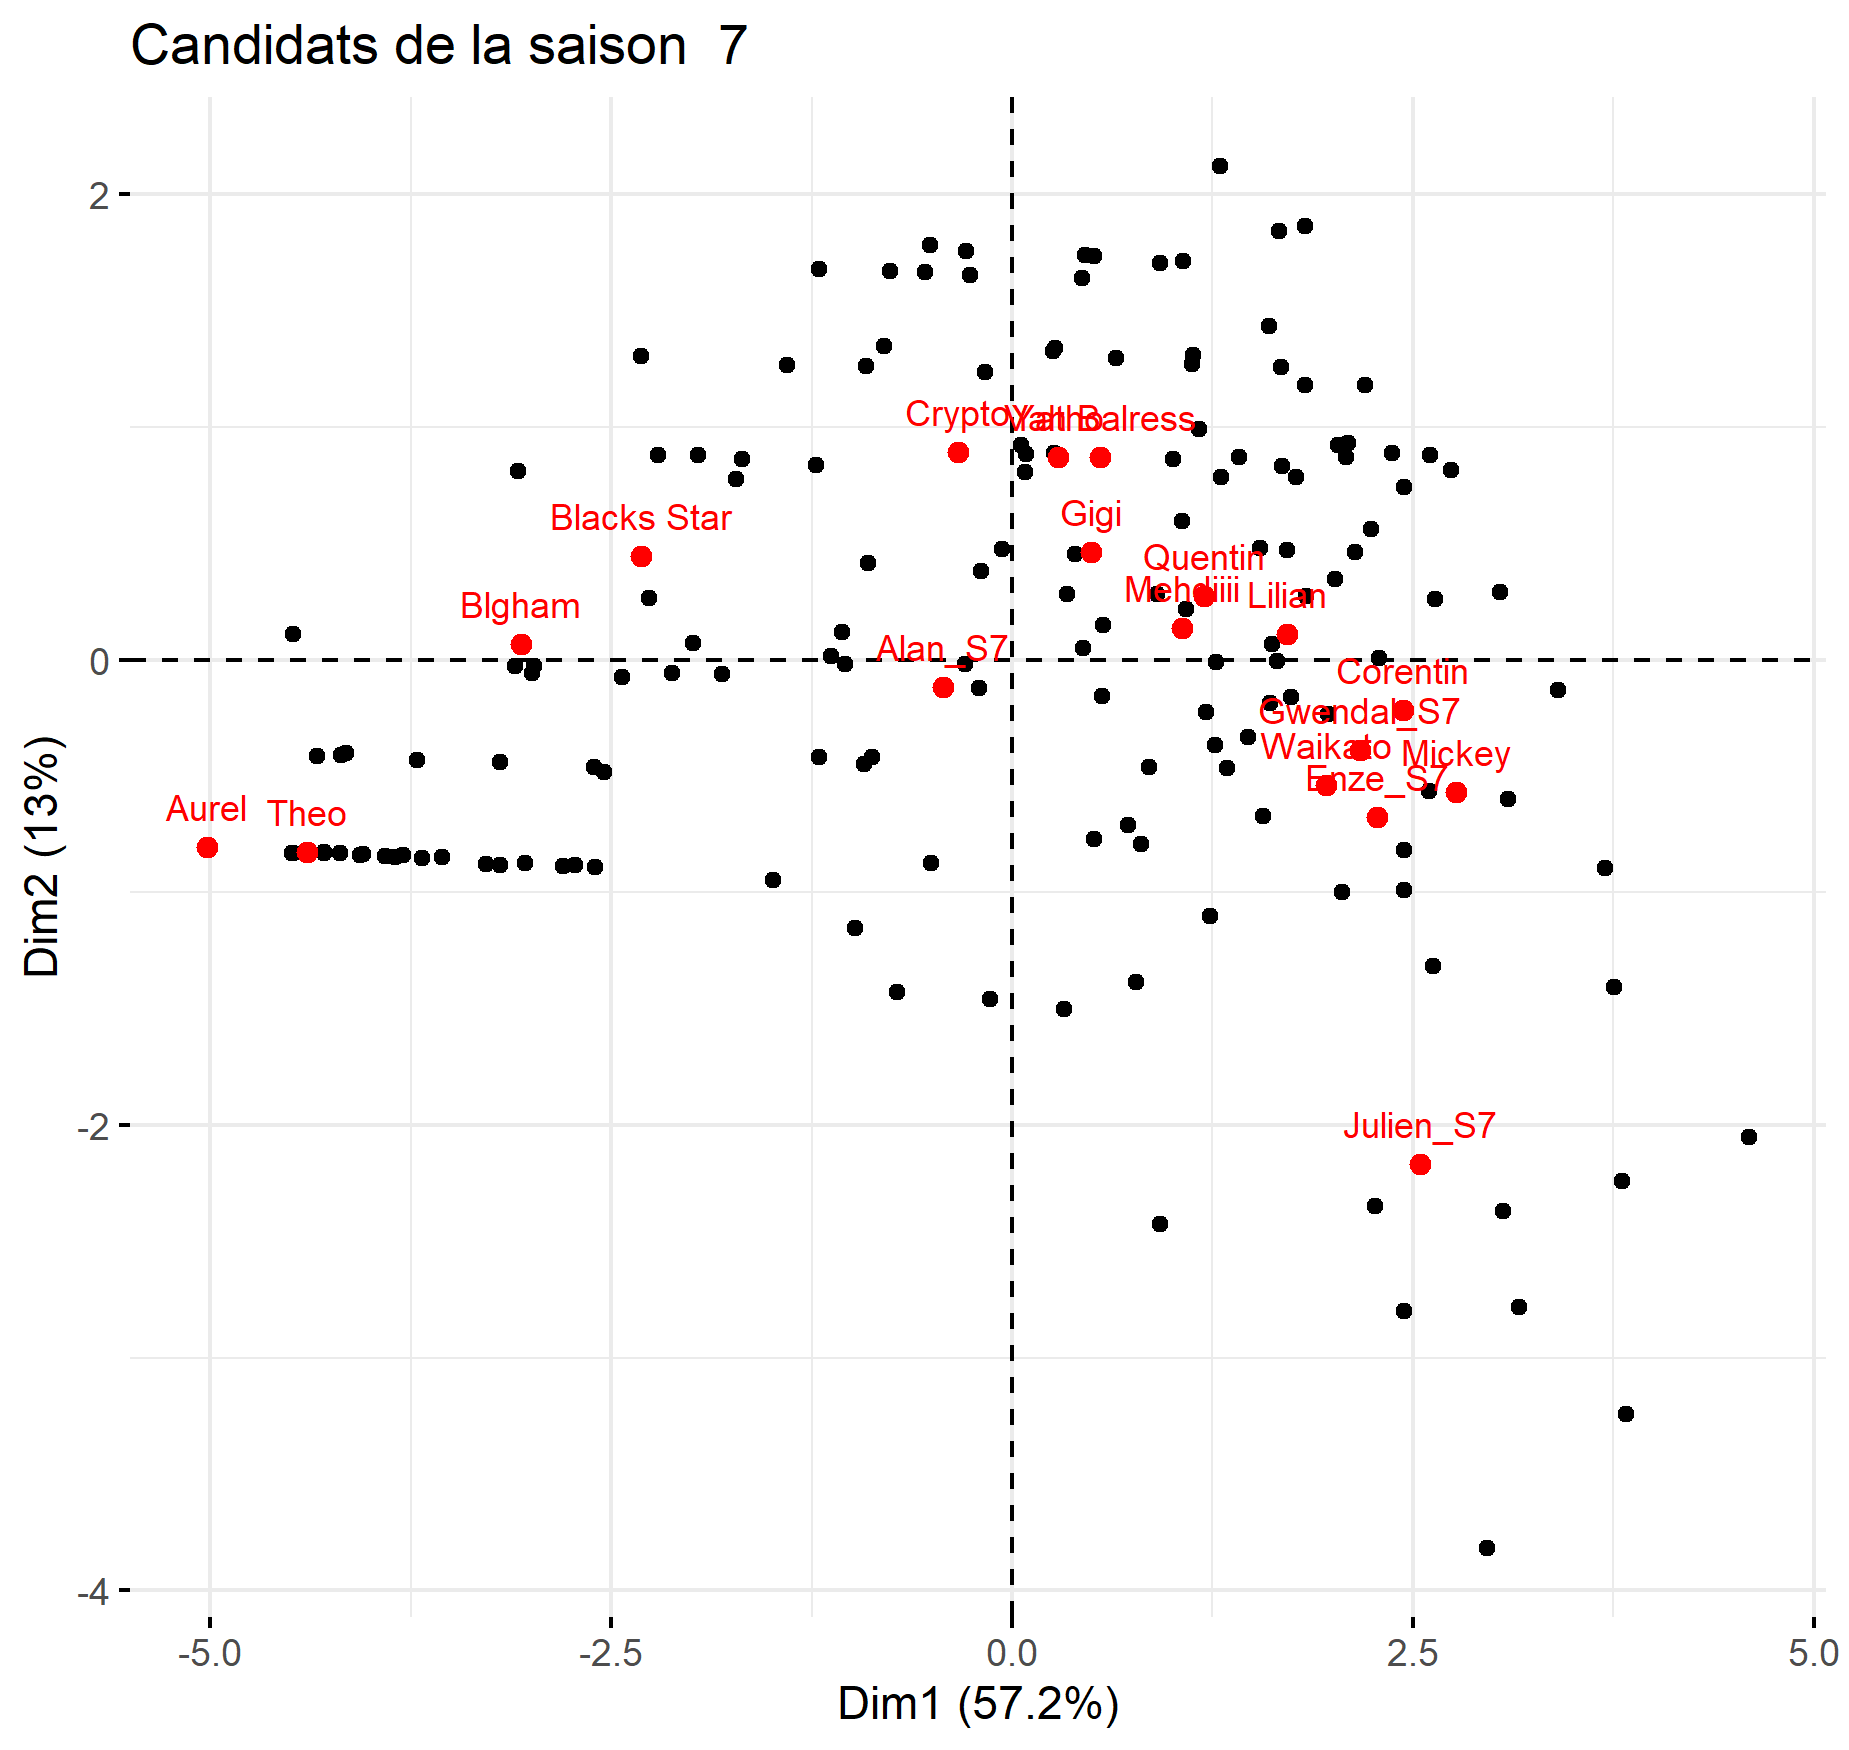 Candidats de la saison  7
2
0
-2
-4
Dim2 (13%)
Crypto
Balress
Blacks Star
Gigi
Quentin
Blgham
Mehdiiii
Lilian
Alan_S7
Corentin
Gwendal_S7
Waikato
Mickey
Enze_S7
Aurel
Theo
Julien_S7
-5.0
-2.5
0.0
2.5
5.0
Dim1 (57.2%)